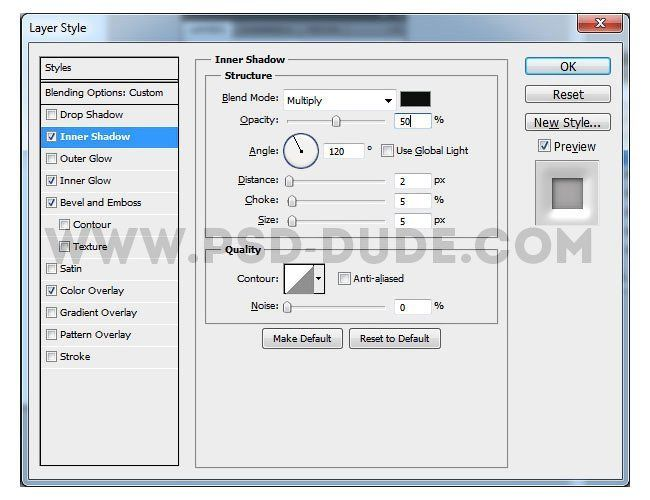 Layer Style
Styles
Blending Options: Custom
Drop Shadow
Inner Shadow
Outer Glow
Inner Glow
Bevel and Emboss
Contour
Texture
Satin
Color Overlay
Gradient Overlay
Pattern Overlay
Stroke
Inner Shadow
Structure
Blend Mode: Multiply
Opacity: 50 %
Angle: 120 ° Use Global Light
Distance: 2 px
Choke: 5 %
Size: 5 px
Quality
Contour: Anti-aliased
Noise: 0 %
Make Default Reset to Default
OK
Reset
New Style...
Preview
WWW.PSD-DUDE.COM